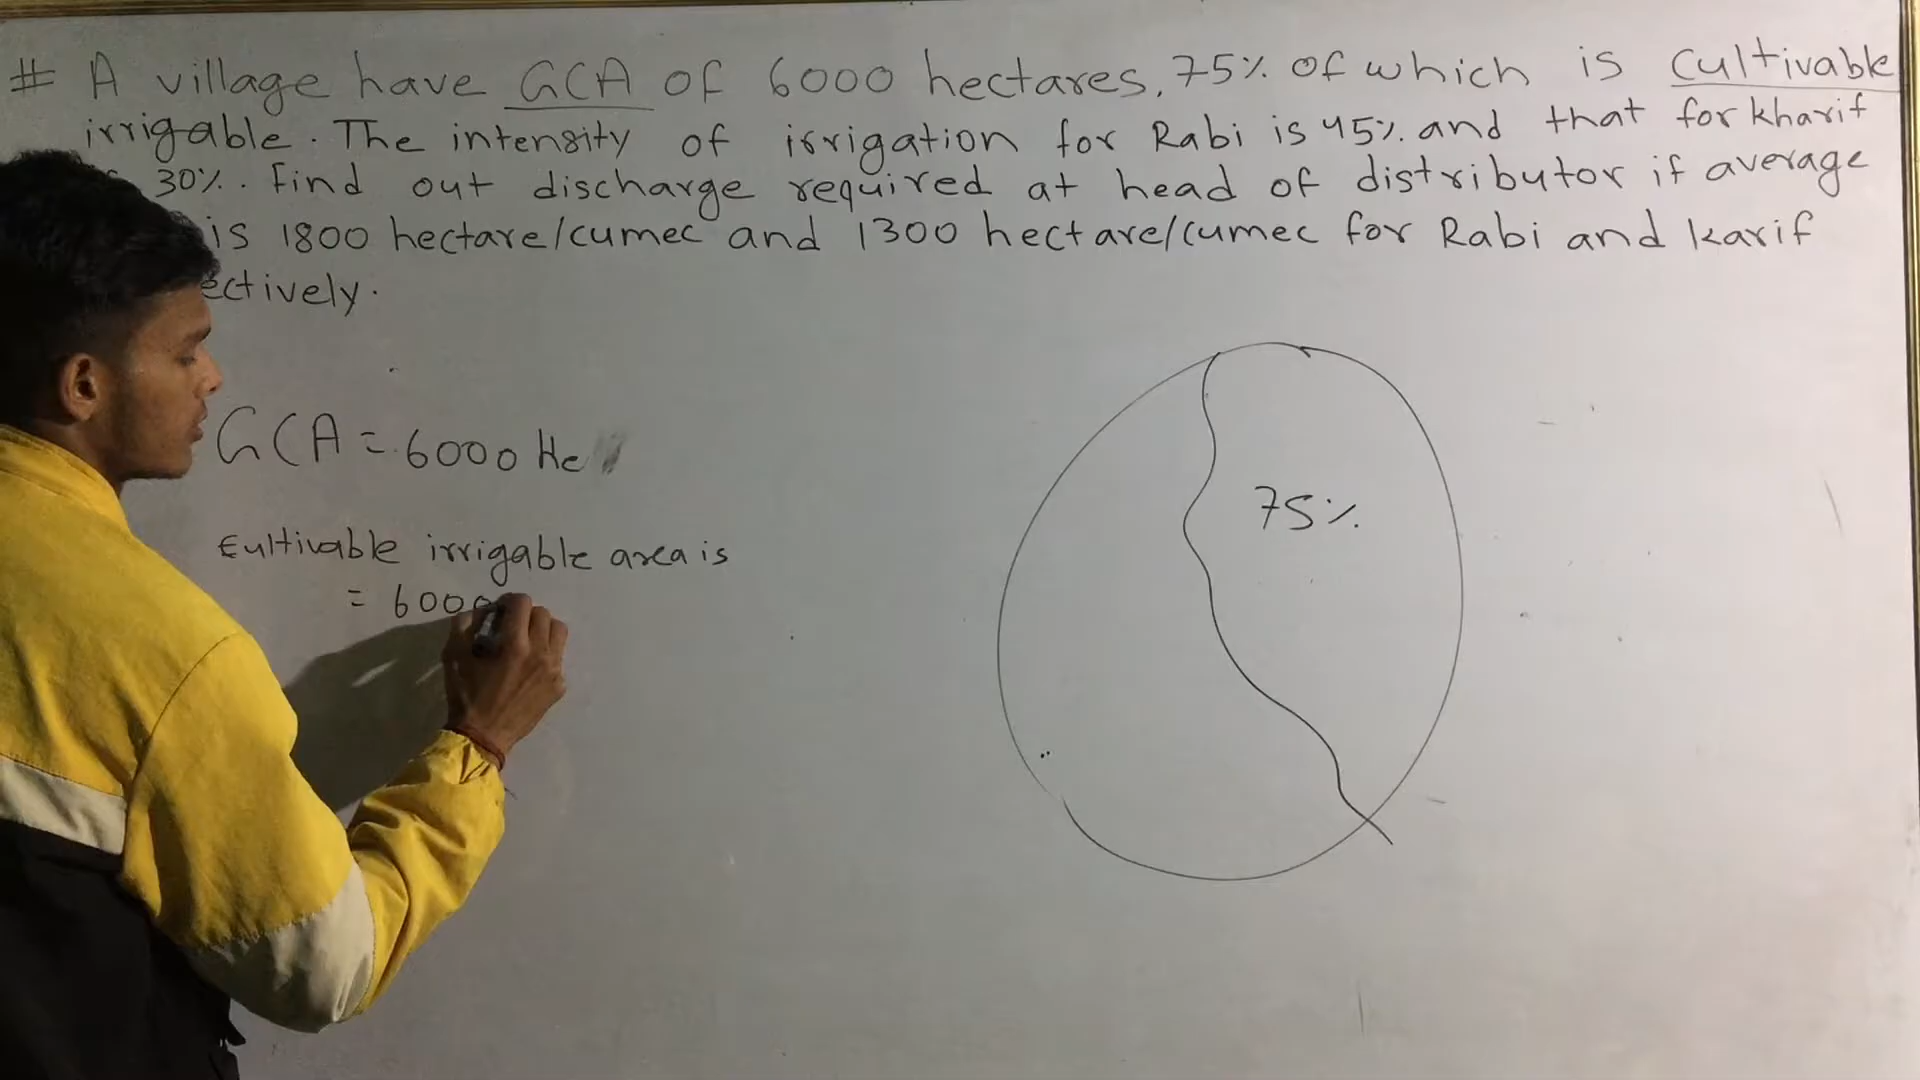 # A village have GCA of 6000 hectares, 75% of which is cultivable
irrigable. The intensity of irrigation for Rabi is 45% and that for kharif
30%. Find out discharge required at head of distributor if average
is 1800 hectare/cumec and 1300 hectare/cumec for Rabi and karif
ectively.
GCA = 6000 He
Cultivable irrigable area is
= 6000
75%